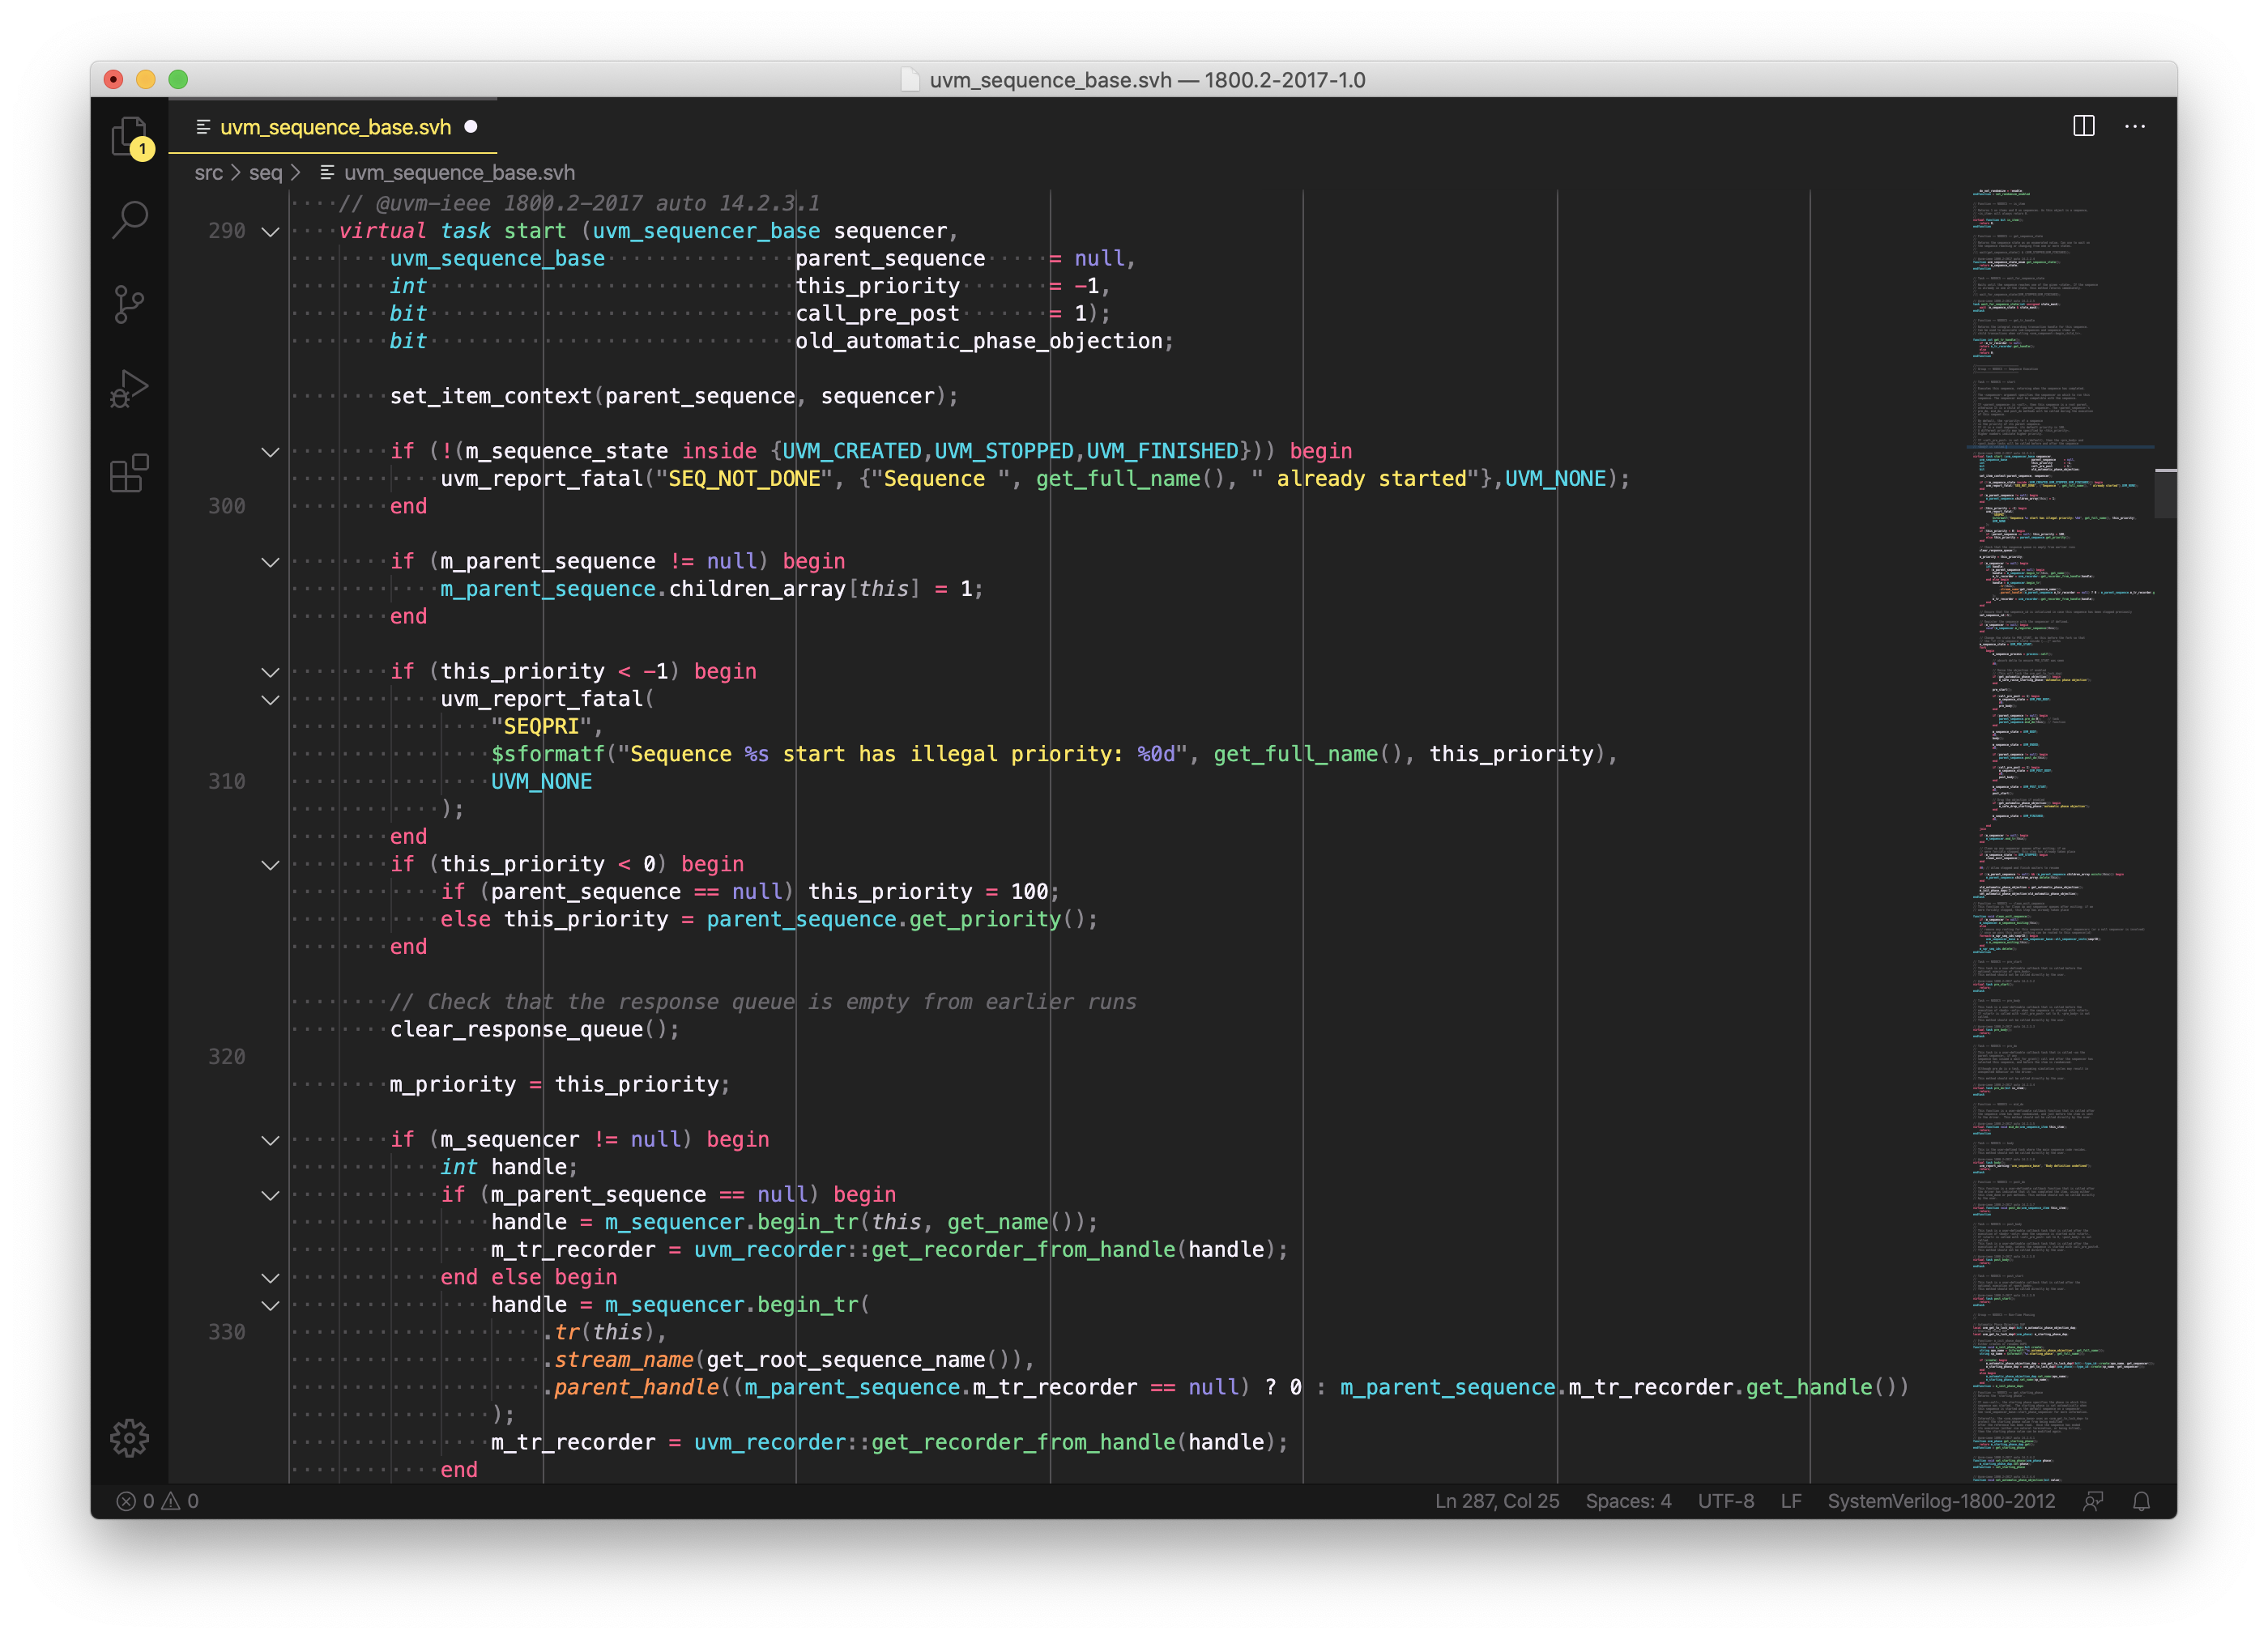 uvm_sequence_base.svh — 1800.2-2017-1.0
1
uvm_sequence_base.svh
src > seq > uvm_sequence_base.svh
// @uvm-ieee 1800.2-2017 auto 14.2.3.1
290 virtual task start (uvm_sequencer_base sequencer,
uvm_sequence_base parent_sequence = null,
int this_priority = -1,
bit call_pre_post = 1);
bit old_automatic_phase_objection;
set_item_context(parent_sequence, sequencer);
if (!(m_sequence_state inside {UVM_CREATED,UVM_STOPPED,UVM_FINISHED})) begin
uvm_report_fatal("SEQ_NOT_DONE", {"Sequence ", get_full_name(), " already started"},UVM_NONE);
300 end
if (m_parent_sequence != null) begin
m_parent_sequence.children_array[this] = 1;
end
if (this_priority < -1) begin
uvm_report_fatal(
"SEQPRI",
$sformatf("Sequence %s start has illegal priority: %0d", get_full_name(), this_priority),
310 UVM_NONE
);
end
if (this_priority < 0) begin
if (parent_sequence == null) this_priority = 100;
else this_priority = parent_sequence.get_priority();
end
// Check that the response queue is empty from earlier runs
clear_response_queue();
320
m_priority = this_priority;
if (m_sequencer != null) begin
int handle;
if (m_parent_sequence == null) begin
handle = m_sequencer.begin_tr(this, get_name());
m_tr_recorder = uvm_recorder::get_recorder_from_handle(handle);
end else begin
handle = m_sequencer.begin_tr(
330 .tr(this),
.stream_name(get_root_sequence_name()),
.parent_handle((m_parent_sequence.m_tr_recorder == null) ? 0 : m_parent_sequence.m_tr_recorder.get_handle())
);
m_tr_recorder = uvm_recorder::get_recorder_from_handle(handle);
end
0 0 Ln 287, Col 25 Spaces: 4 UTF-8 LF SystemVerilog-1800-2012